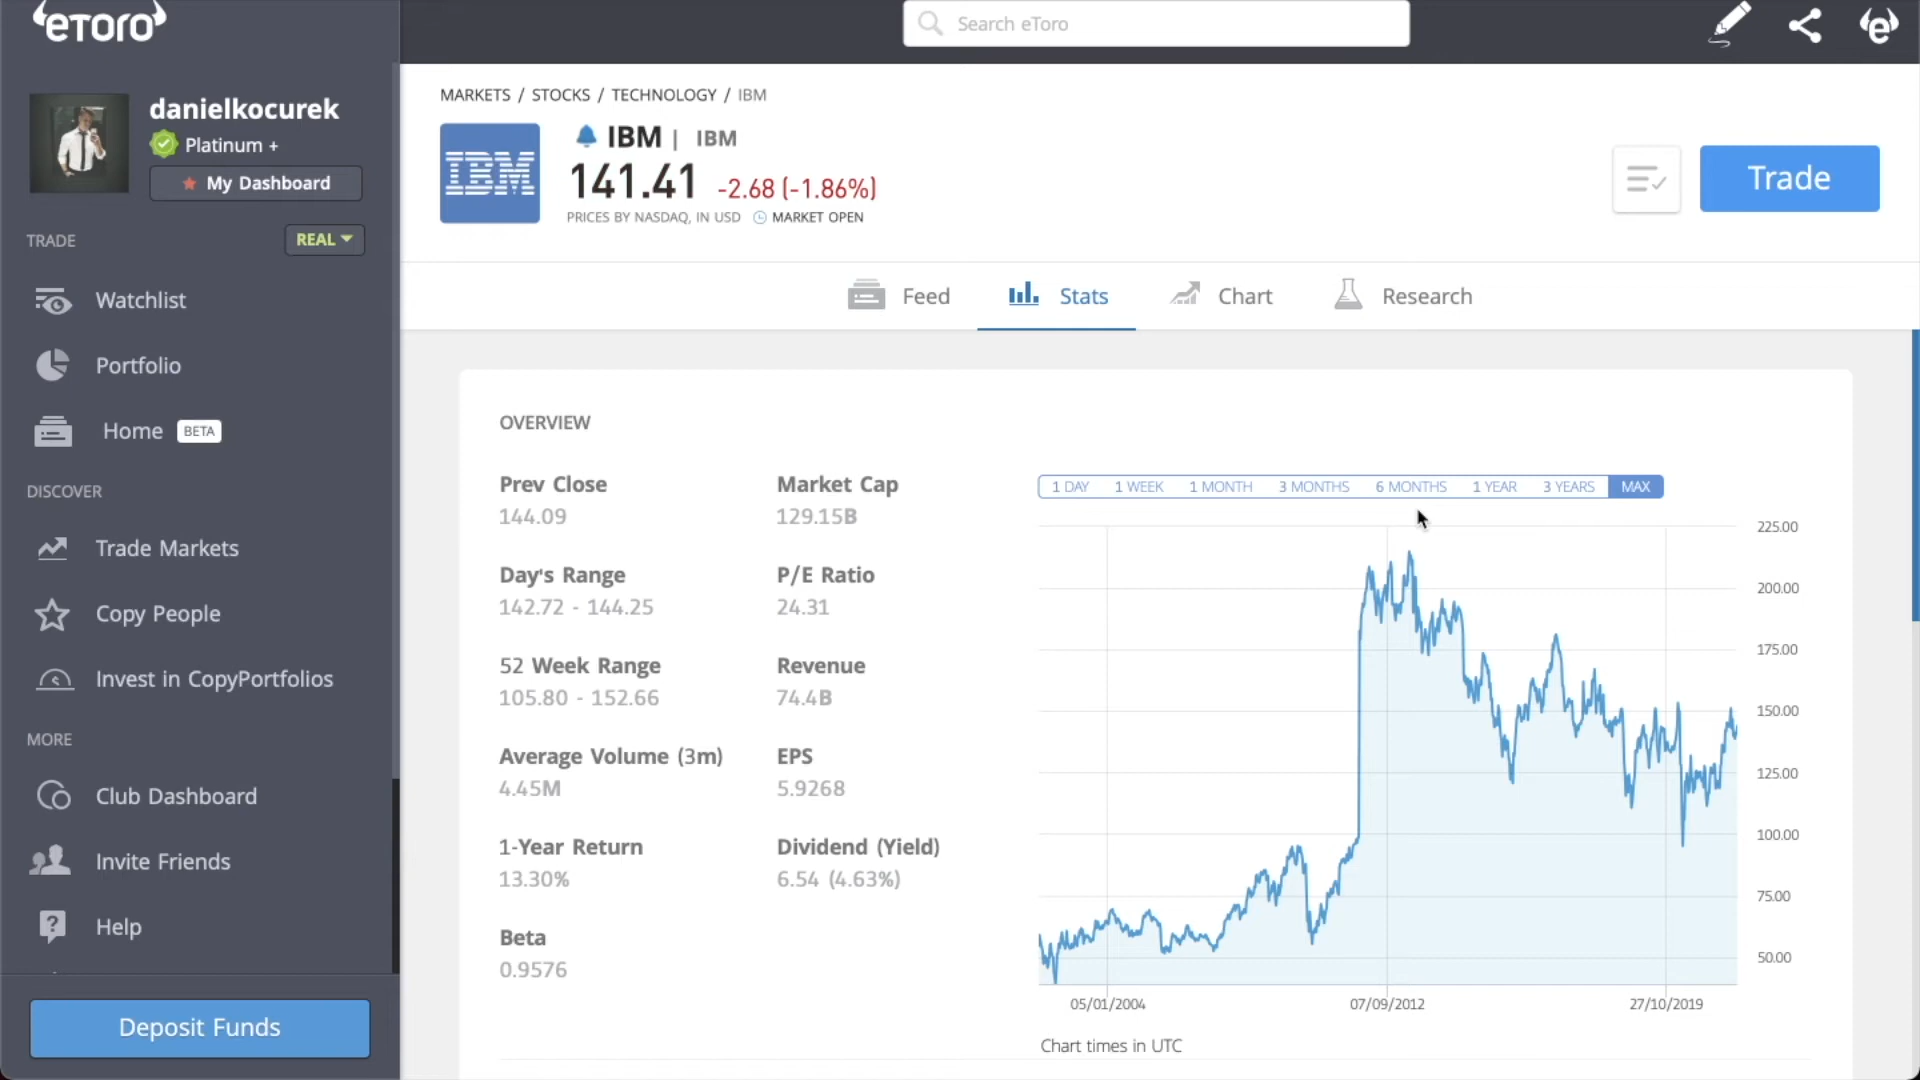 eToro
Search eToro
danielkocurek
Platinum +
My Dashboard
TRADE
REAL
Watchlist
Portfolio
Home BETA
DISCOVER
Trade Markets
Copy People
Invest in CopyPortfolios
MORE
Club Dashboard
Invite Friends
Help
Deposit Funds
MARKETS / STOCKS / TECHNOLOGY / IBM
IBM
IBM | IBM
141.41 -2.68 (-1.86%)
PRICES BY NASDAQ, IN USD MARKET OPEN
Trade
Feed Stats Chart Research
OVERVIEW
Prev Close
144.09
Market Cap
129.15B
Day's Range
142.72 - 144.25
P/E Ratio
24.31
52 Week Range
105.80 - 152.66
Revenue
74.4B
Average Volume (3m)
4.45M
EPS
5.9268
1-Year Return
13.30%
Dividend (Yield)
6.54 (4.63%)
Beta
0.9576
1 DAY 1 WEEK 1 MONTH 3 MONTHS 6 MONTHS 1 YEAR 3 YEARS MAX
225.00
200.00
175.00
150.00
125.00
100.00
75.00
50.00
05/01/2004 07/09/2012 27/10/2019
Chart times in UTC